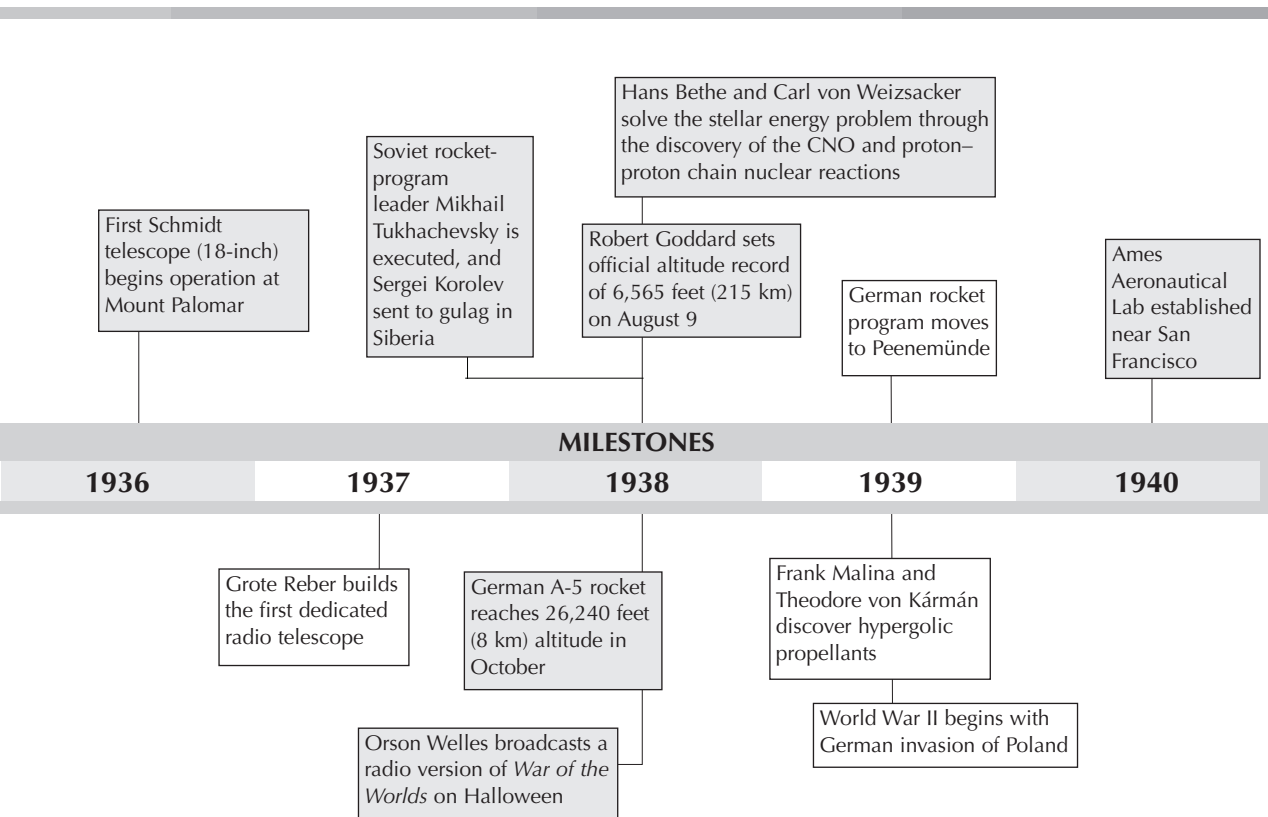 Hans Bethe and Carl von Weizsacker
solve the stellar energy problem through
the discovery of the CNO and proton–
proton chain nuclear reactions
Soviet rocket-
program
leader Mikhail
Tukhachevsky is
executed, and
Sergei Korolev
sent to gulag in
Siberia
First Schmidt
telescope (18-inch)
begins operation at
Mount Palomar
Robert Goddard sets
official altitude record
of 6,565 feet (215 km)
on August 9
Ames
Aeronautical
Lab established
near San
Francisco
German rocket
program moves
to Peenemünde
MILESTONES
1936 1937 1938 1939 1940
Grote Reber builds
the first dedicated
radio telescope
German A-5 rocket
reaches 26,240 feet
(8 km) altitude in
October
Frank Malina and
Theodore von Kármán
discover hypergolic
propellants
World War II begins with
German invasion of Poland
Orson Welles broadcasts a
radio version of War of the
Worlds on Halloween